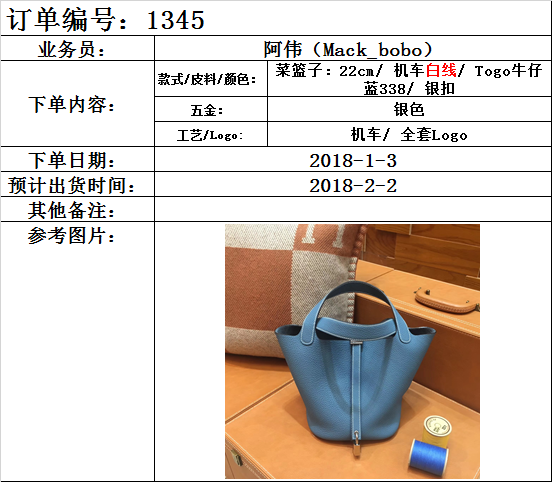 订单编号：1345
业务员：
阿伟（Mack_bobo）
下单内容：
款式/皮料/颜色：
菜篮子：22cm/ 机车白线/ Togo牛仔
蓝338/ 银扣
五金：
银色
工艺/Logo:
机车/ 全套Logo
下单日期：
2018-1-3
预计出货时间：
2018-2-2
其他备注：
参考图片：